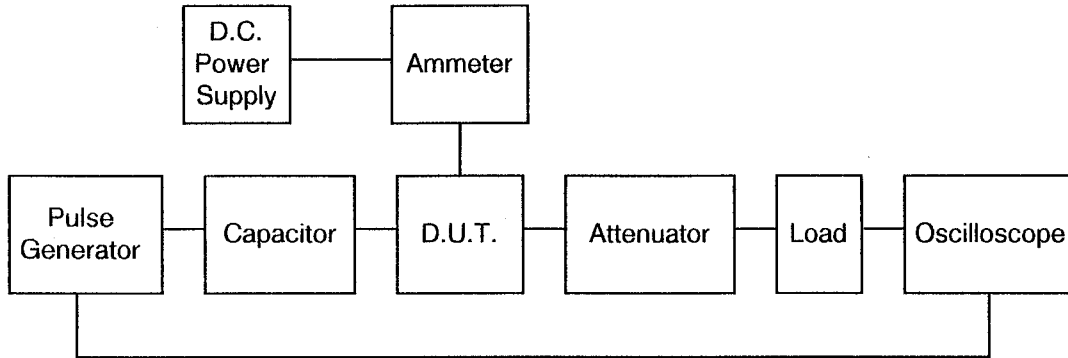 D.C.
Power
Supply
Ammeter
Pulse
Generator
Capacitor
D.U.T.
Attenuator
Load
Oscilloscope